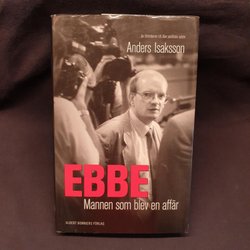 Anders Isaksson
EBBE
Mannen som blev en affär
ALBERT BONNIERS FÖRLAG